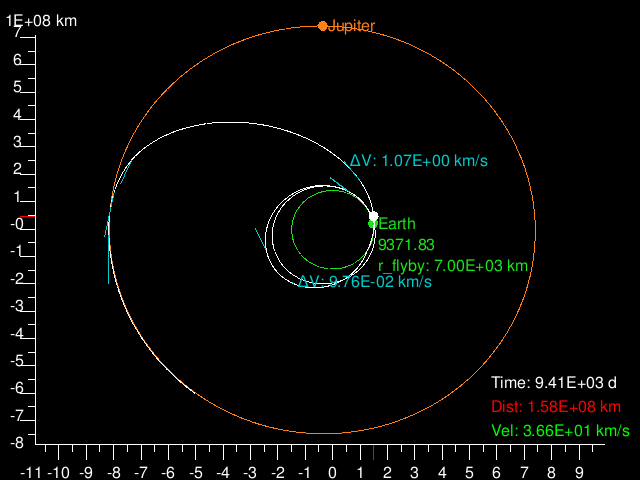 1E+08 km
Jupiter
7
6
5
4
3
2
1
-0
-1
-2
-3
-4
-5
-6
-7
-8
ΔV: 1.07E+00 km/s
Earth
9371.83
r_flyby: 7.00E+03 km
ΔV: 9.76E-02 km/s
Time: 9.41E+03 d
Dist: 1.58E+08 km
Vel: 3.66E+01 km/s
-11 -10 -9 -8 -7 -6 -5 -4 -3 -2 -1 0 1 2 3 4 5 6 7 8 9